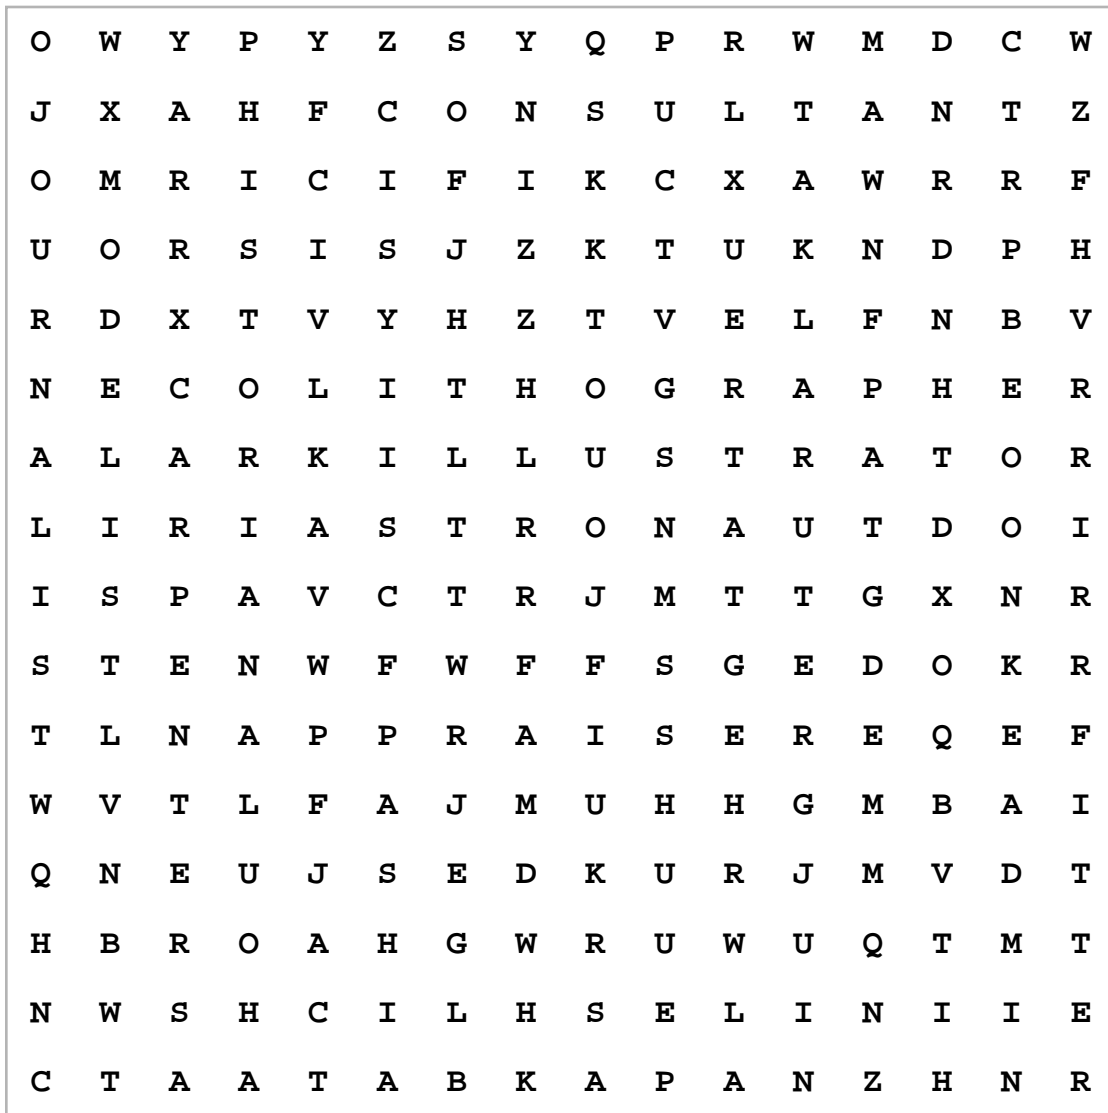 O W Y P Y Z S Y Q P R W M D C W
J X A H F C O N S U L T A N T Z
O M R I C I F I K C X A W R R F
U O R S I S J Z K T U K N D P H
R D X T V Y H Z T V E L F N B V
N E C O L I T H O G R A P H E R
A L A R K I L L U S T R A T O R
L I R I A S T R O N A U T D O I
I S P A V C T R J M T T G X N R
S T E N W F W F F S G E D O K R
T L N A P P R A I S E R E Q E F
W V T L F A J M U H H G M B A I
Q N E U J S E D K U R J M V D T
H B R O A H G W R U W U Q T M T
N W S H C I L H S E L I N I I E
C T A A T A B K A P A N Z H N R